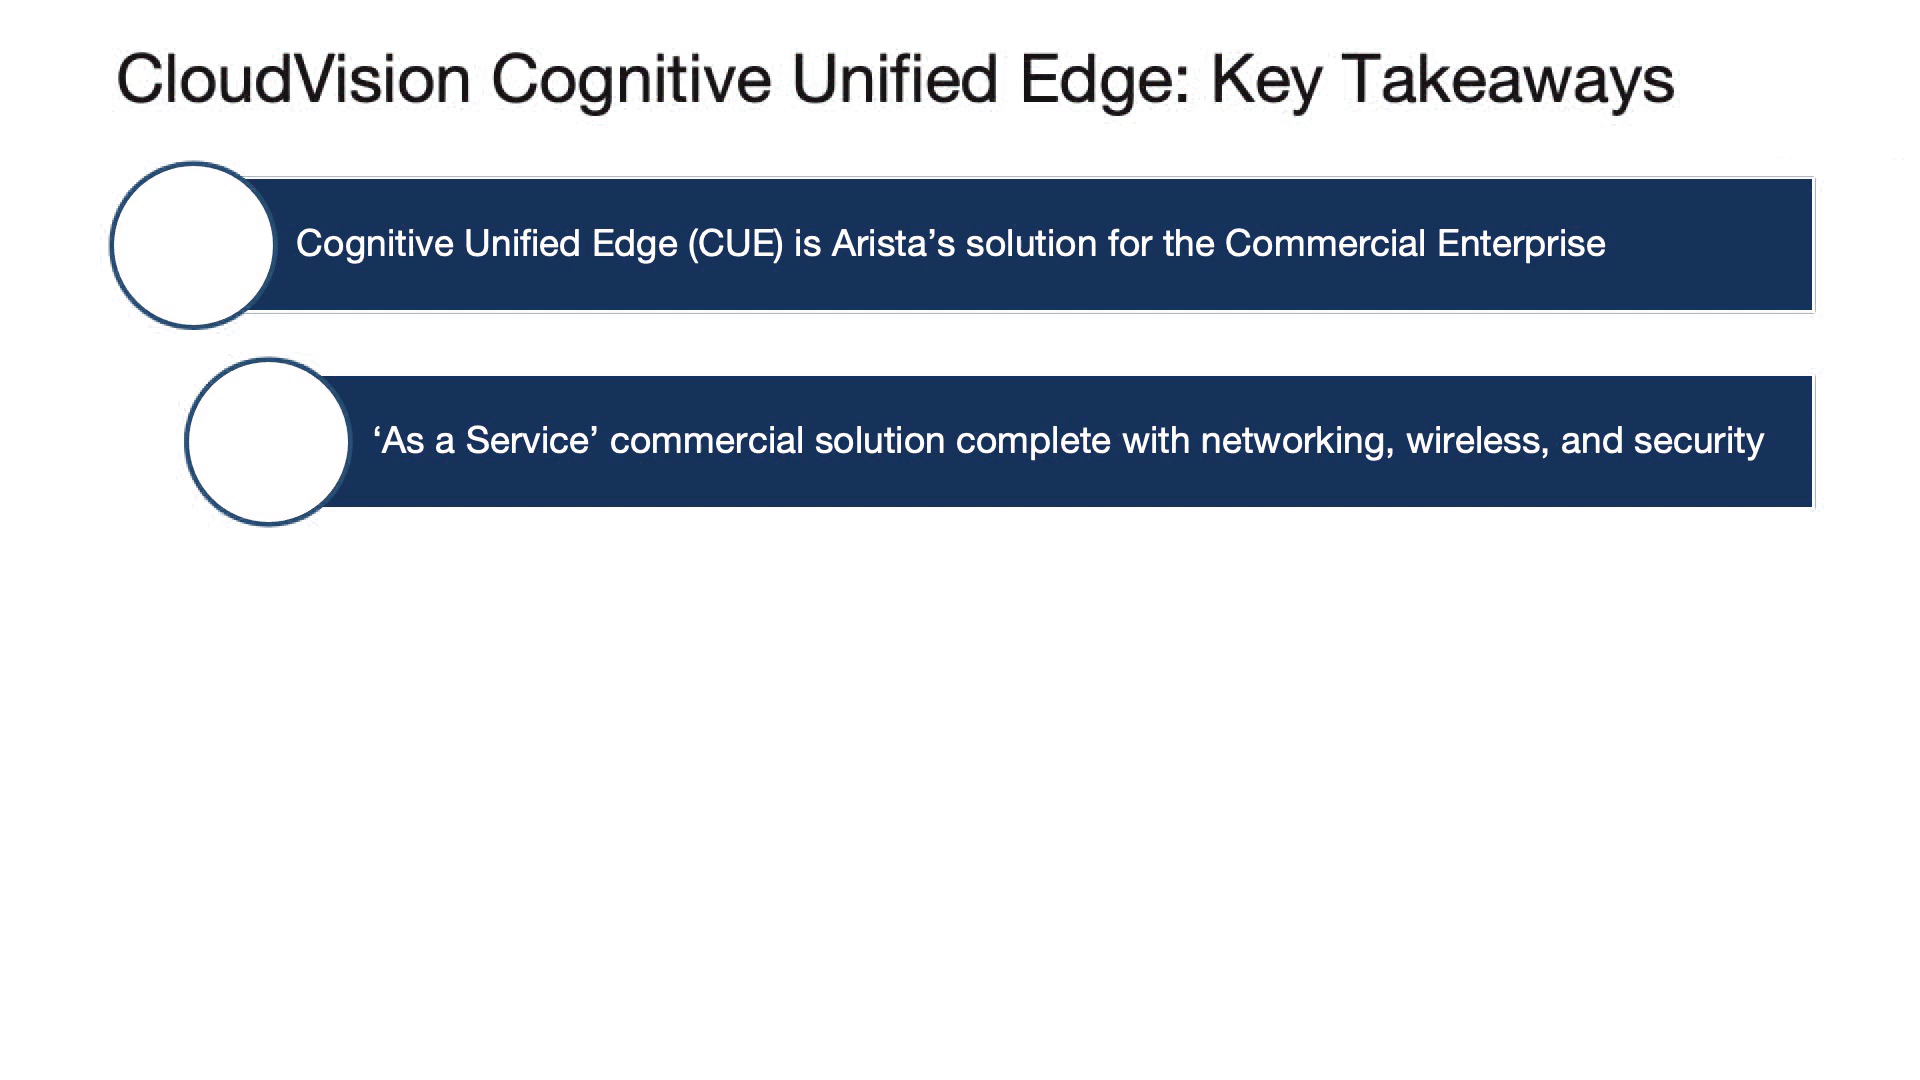 CloudVision Cognitive Unified Edge: Key Takeaways
Cognitive Unified Edge (CUE) is Arista’s solution for the Commercial Enterprise
‘As a Service’ commercial solution complete with networking, wireless, and security